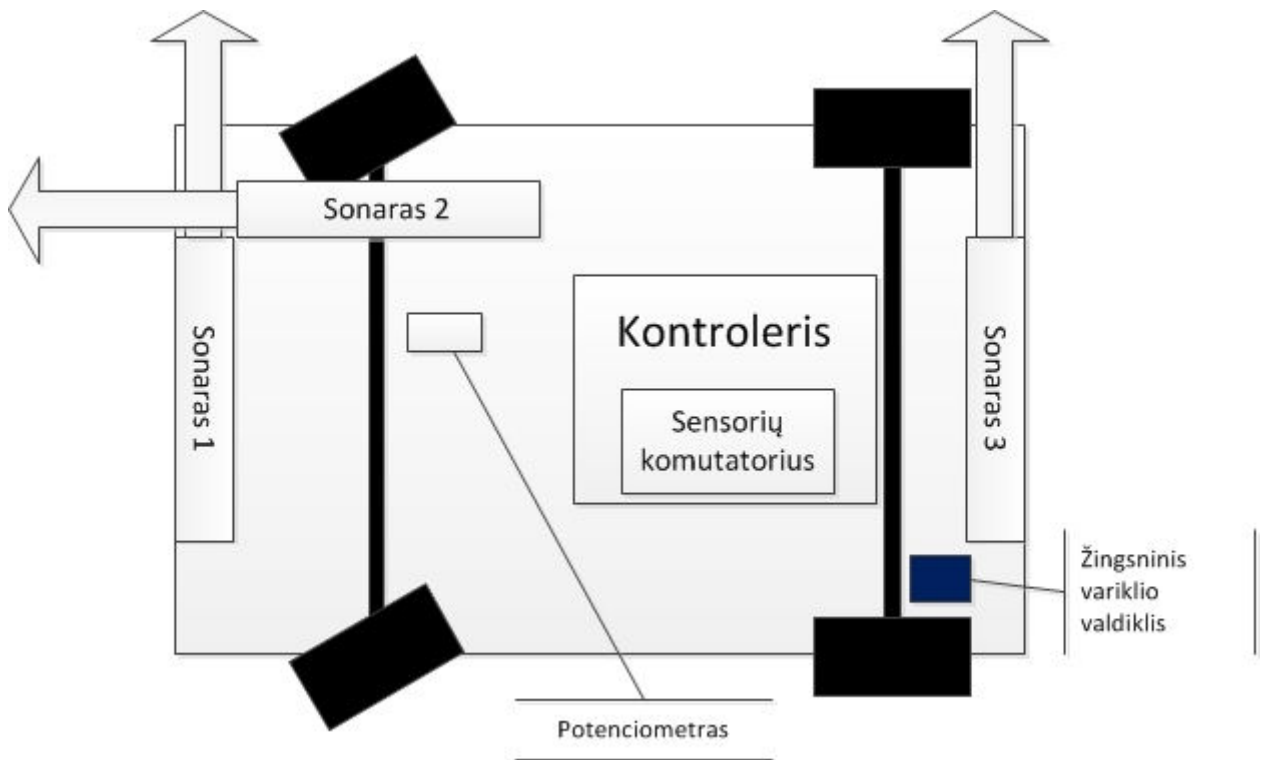 Sonaras 2
Sonaras 1
Kontroleris
Sensorių
komutatorius
Sonaras 3
Žingsninis
variklio
valdiklis
Potenciometras